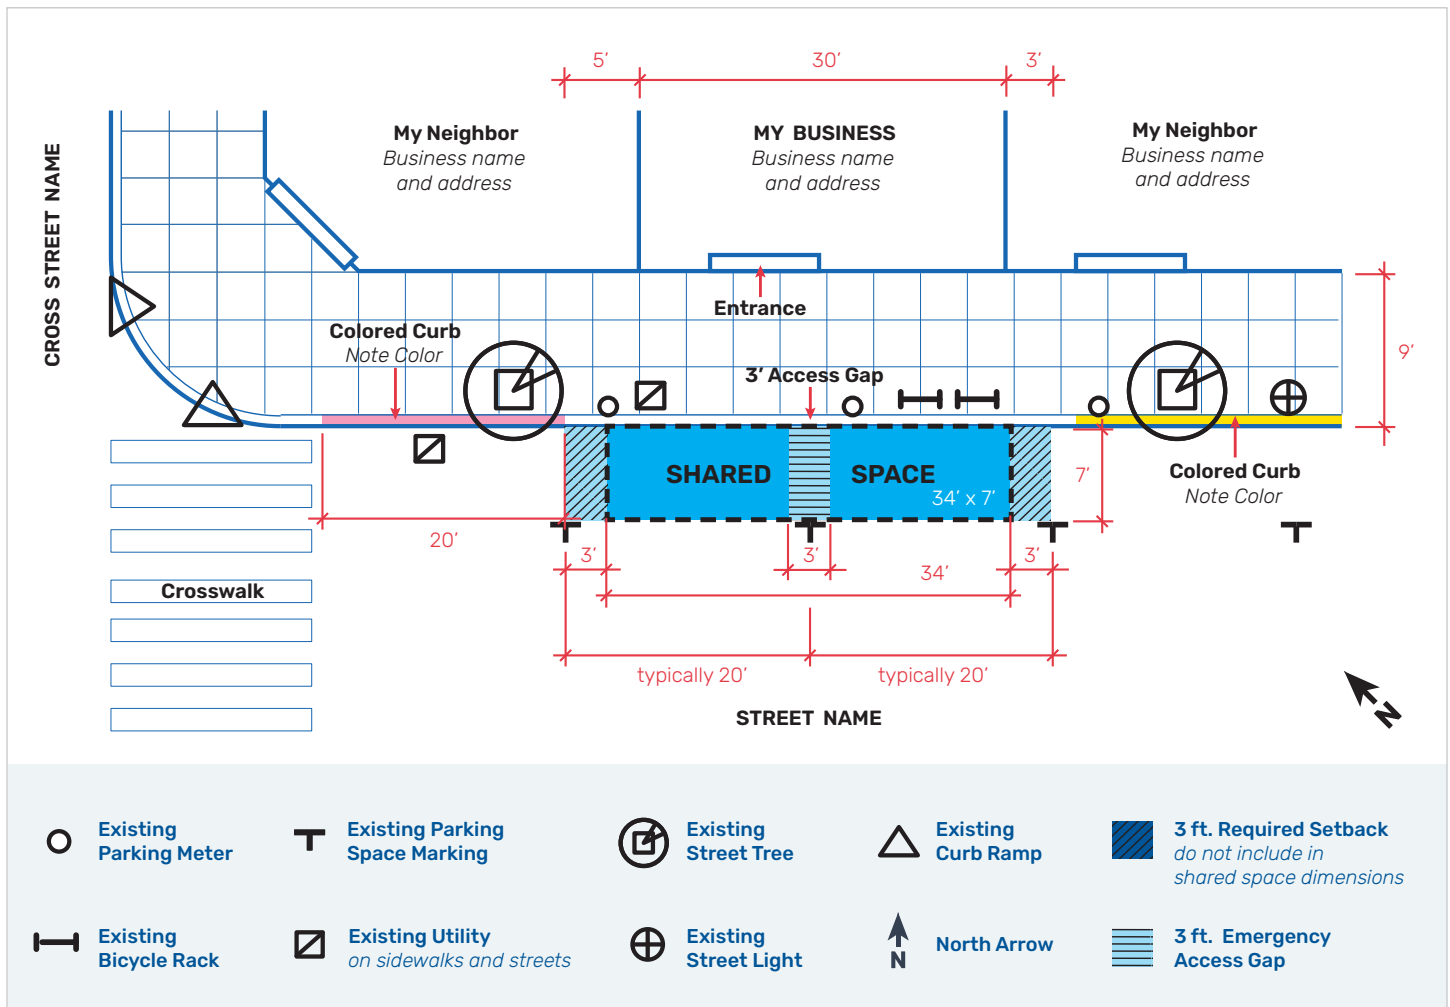 5’
30’
3’
My Neighbor
Business name
and address
MY BUSINESS
Business name
and address
My Neighbor
Business name
and address
CROSS STREET NAME
Entrance
Colored Curb
Note Color
3’ Access Gap
9’
SHARED SPACE
34’ x 7’
7’
Colored Curb
Note Color
20’
3’
3’
34’
3’
Crosswalk
typically 20’
typically 20’
STREET NAME
N
Existing
Parking Meter
Existing Parking
Space Marking
Existing
Street Tree
Existing
Curb Ramp
3 ft. Required Setback
do not include in
shared space dimensions
Existing
Bicycle Rack
Existing Utility
on sidewalks and streets
Existing
Street Light
N
North Arrow
3 ft. Emergency
Access Gap